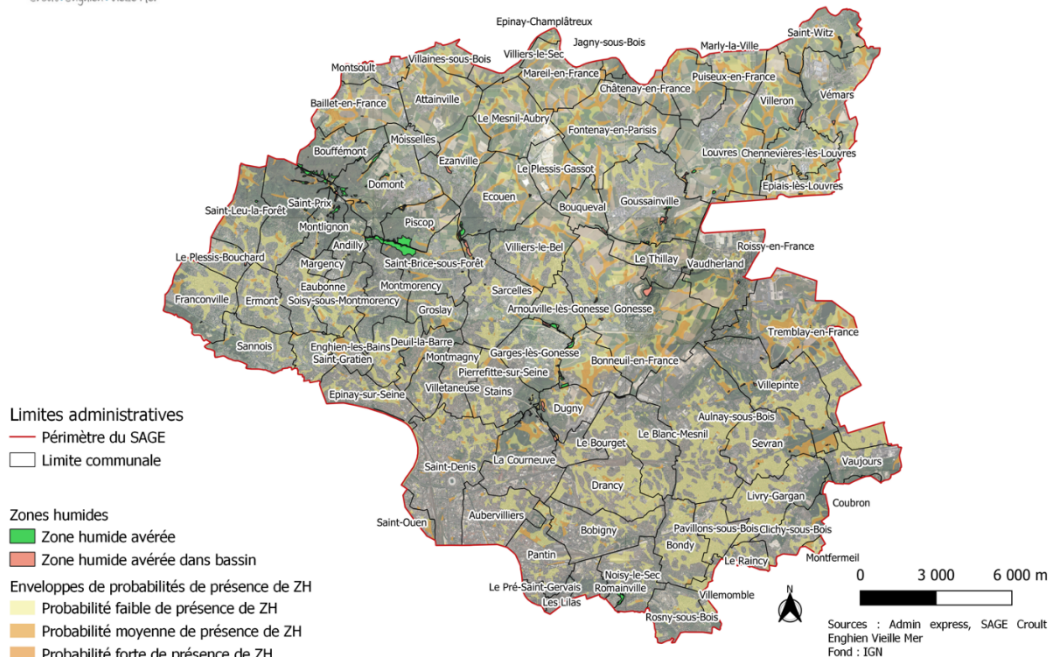 Epinay-Champlâtreux
Jagny-sous-Bois
Marly-la-Ville
Saint-Witz
Villiers-le-Sec
Villaines-sous-Bois
Montsoult
Mareil-en-France
Puiseux-en-France
Châtenay-en-France
Vémars
Villeron
Baillet-en-France
Attainville
Le Mesnil-Aubry
Fontenay-en-Parisis
Moisselles
Bouffémont
Louvres
Chennevières-lès-Louvres
Ezanville
Le Plessis-Gassot
Domont
Epiais-lès-Louvres
Ecouen
Goussainville
Bouqueval
Saint-Prix
Saint-Leu-la-Forêt
Piscop
Montlignon
Andilly
Villiers-le-Bel
Roissy-en-France
Le Thillay
Vaudherland
Le Plessis-Bouchard
Margency
Saint-Brice-sous-Forêt
Eaubonne
Montmorency
Sarcelles
Franconville
Ermont
Soisy-sous-Montmorency
Groslay
Arnouville-lès-Gonesse
Gonesse
Tremblay-en-France
Sannois
Enghien-les-Bains
Deuil-la-Barre
Saint-Gratien
Montmagny
Garges-lès-Gonesse
Bonneuil-en-France
Pierrefitte-sur-Seine
Villepinte
Epinay-sur-Seine
Villetaneuse
Stains
Dugny
Aulnay-sous-Bois
Le Blanc-Mesnil
Le Bourget
Sevran
Vaujours
Saint-Denis
La Courneuve
Drancy
Livry-Gargan
Coubron
Saint-Ouen
Aubervilliers
Bobigny
Pavillons-sous-Bois
Clichy-sous-Bois
Bondy
Pantin
Le Raincy
Montfermeil
Noisy-le-Sec
Le Pré-Saint-Gervais
Romainville
Villemomble
Les Lilas
Rosny-sous-Bois
Limites administratives
Périmètre du SAGE
Limite communale
Zones humides
Zone humide avérée
Zone humide avérée dans bassin
Enveloppes de probabilités de présence de ZH
Probabilité faible de présence de ZH
Probabilité moyenne de présence de ZH
Probabilité forte de présence de ZH
0 3 000 6 000 m
N
Sources : Admin express, SAGE Croult
Enghien Vieille Mer
Fond : IGN